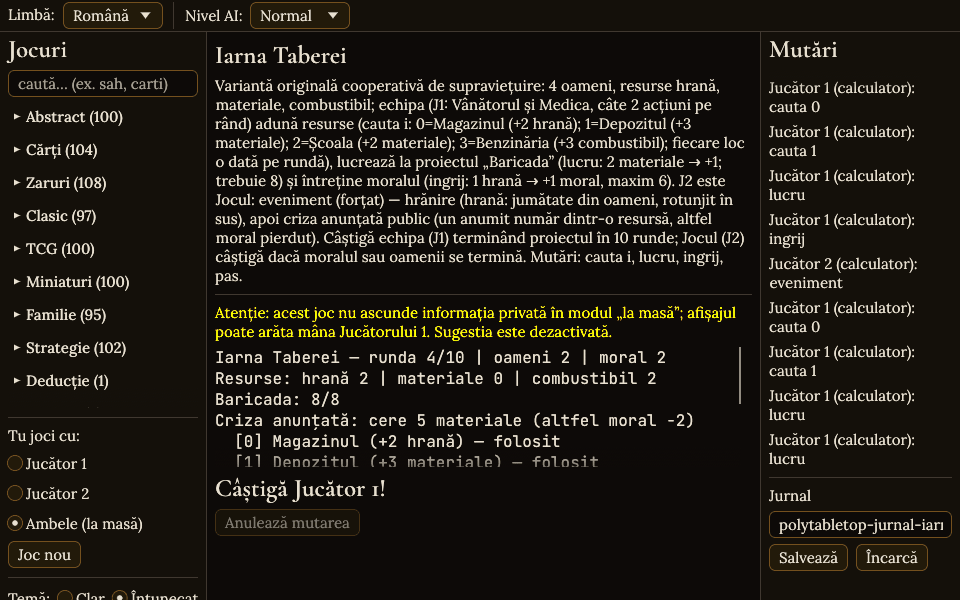 Limbă: Română ▼ Nivel AI: Normal ▼
Jocuri
caută... (ex. sah, carti)
▸ Abstract (100)
▸ Cărți (104)
▸ Zaruri (108)
▸ Clasic (97)
▸ TCG (100)
▸ Miniaturi (100)
▸ Familie (95)
▸ Strategie (102)
▸ Deducție (1)
Tu joci cu:
Jucător 1
Jucător 2
Ambele (la masă)
Joc nou
Temă: Clar Întunecat
Iarna Taberei
Variantă originală cooperativă de supraviețuire: 4 oameni, resurse hrană,
materiale, combustibil; echipa (J1: Vânătorul și Medica, câte 2 acțiuni pe
rând) adună resurse (cauta i: 0=Magazinul (+2 hrană); 1=Depozitul (+3
materiale); 2=Școala (+2 materiale); 3=Benzinăria (+3 combustibil); fiecare loc
o dată pe rundă), lucrează la proiectul „Baricada” (lucru: 2 materiale → +1;
trebuie 8) și întreține moralul (ingrij: 1 hrană → +1 moral, maxim 6). J2 este
Jocul: eveniment (forțat) — hrănire (hrană: jumătate din oameni, rotunjit în
sus), apoi criza anunțată public (un anumit număr dintr-o resursă, altfel
moral pierdut). Câștigă echipa (J1) terminând proiectul în 10 runde; Jocul (J2)
câștigă dacă moralul sau oamenii se termină. Mutări: cauta i, lucru, ingrij,
pas.
Atenție: acest joc nu ascunde informația privată în modul „la masă”; afișajul
poate arăta mâna Jucătorului 1. Sugestia este dezactivată.
Iarna Taberei — runda 4/10 | oameni 2 | moral 2
Resurse: hrană 2 | materiale 0 | combustibil 2
Baricada: 8/8
Criza anunțată: cere 5 materiale (altfel moral -2)
[0] Magazinul (+2 hrană) — folosit
[1] Depozitul (+3 materiale) — folosit
Câștigă Jucător 1!
Anulează mutarea
Mutări
Jucător 1 (calculator):
cauta 0
Jucător 1 (calculator):
cauta 1
Jucător 1 (calculator):
lucru
Jucător 1 (calculator):
ingrij
Jucător 2 (calculator):
eveniment
Jucător 1 (calculator):
cauta 0
Jucător 1 (calculator):
cauta 1
Jucător 1 (calculator):
lucru
Jucător 1 (calculator):
lucru
Jurnal
polytabletop-jurnal-iarn
Salvează Încarcă